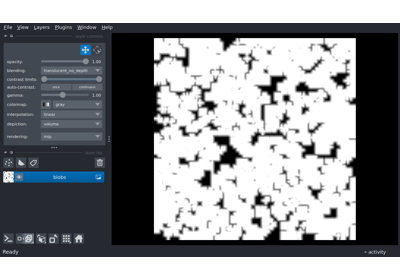 File View Layers Plugins Window Help
opacity: 1.00
blending: translucent_no_depth
contrast limits:
auto-contrast: once continuous
gamma: 1.00
colormap: gray
interpolation: linear
depiction: volume
rendering: mip
blobs
Ready
activity